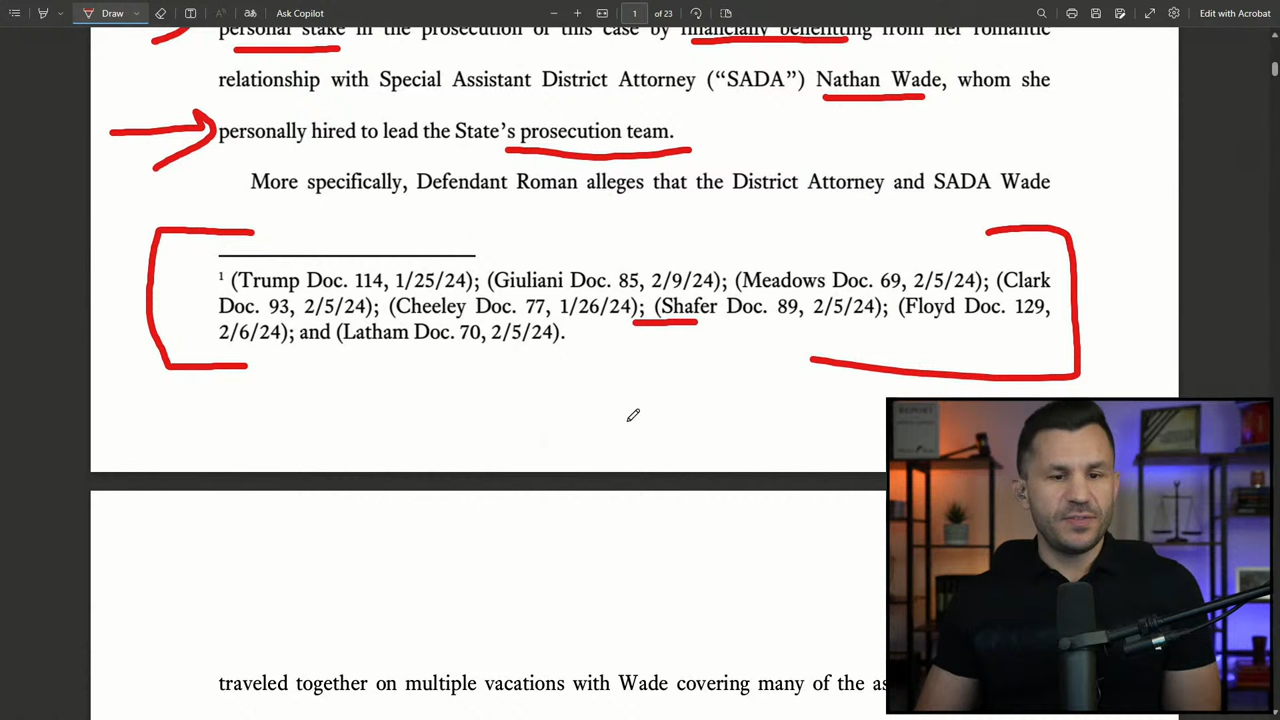 Draw
Ask Copilot
1
of 23
Edit with Acrobat
personal stake in the prosecution of this case by financially benefitting from her romantic
relationship with Special Assistant District Attorney (“SADA”) Nathan Wade, whom she
personally hired to lead the State’s prosecution team.
More specifically, Defendant Roman alleges that the District Attorney and SADA Wade
¹ (Trump Doc. 114, 1/25/24); (Giuliani Doc. 85, 2/9/24); (Meadows Doc. 69, 2/5/24); (Clark
Doc. 93, 2/5/24); (Cheeley Doc. 77, 1/26/24); (Shafer Doc. 89, 2/5/24); (Floyd Doc. 129,
2/6/24); and (Latham Doc. 70, 2/5/24).
REPORT
traveled together on multiple vacations with Wade covering many of the